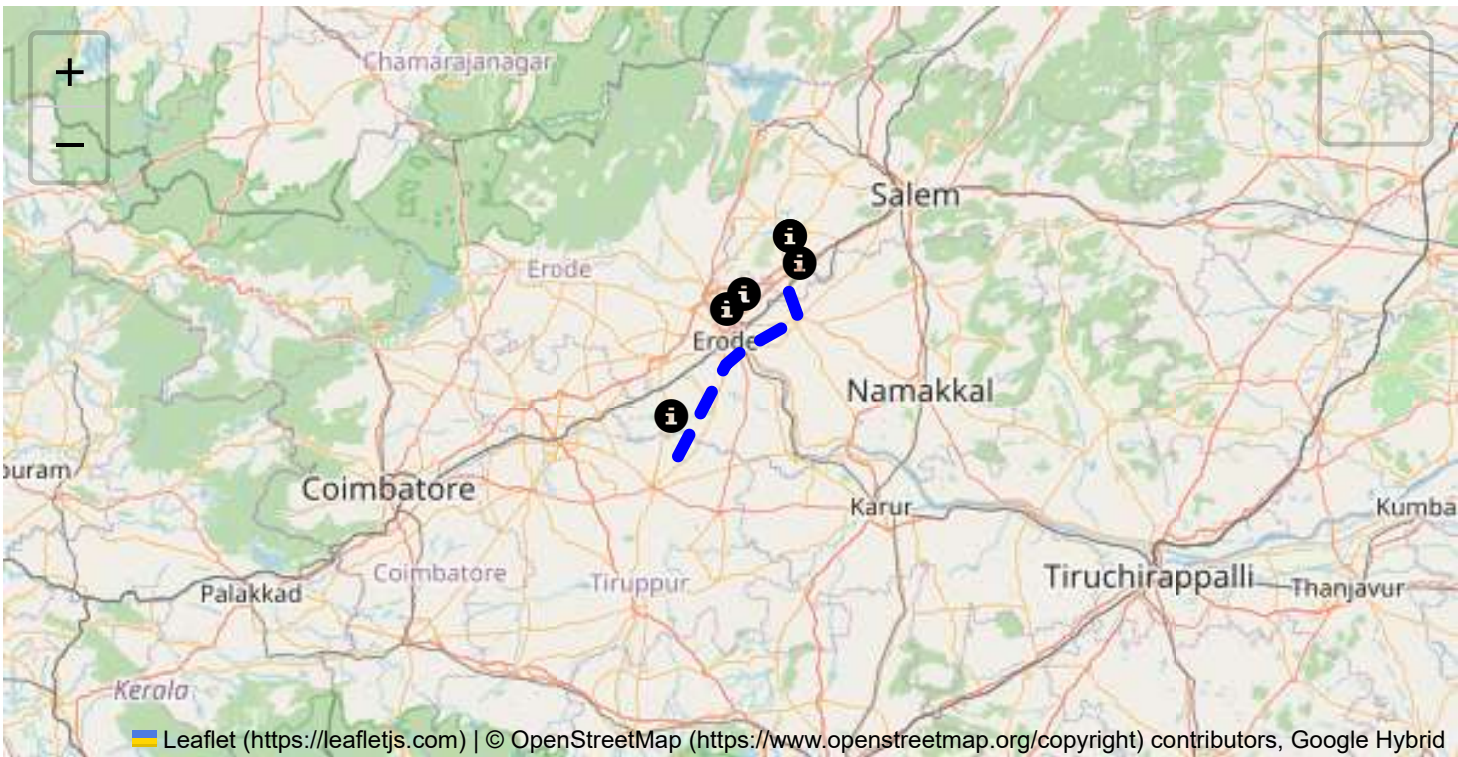 +
−
Chamarajanagar
Salem
Erode
Erode
Namakkal
puram
Coimbatore
Karur
Kumba
Coimbatore
Tiruppur
Tiruchirappalli
Thanjavur
Palakkad
Kerala
Leaflet (https://leafletjs.com) | © OpenStreetMap (https://www.openstreetmap.org/copyright) contributors, Google Hybrid